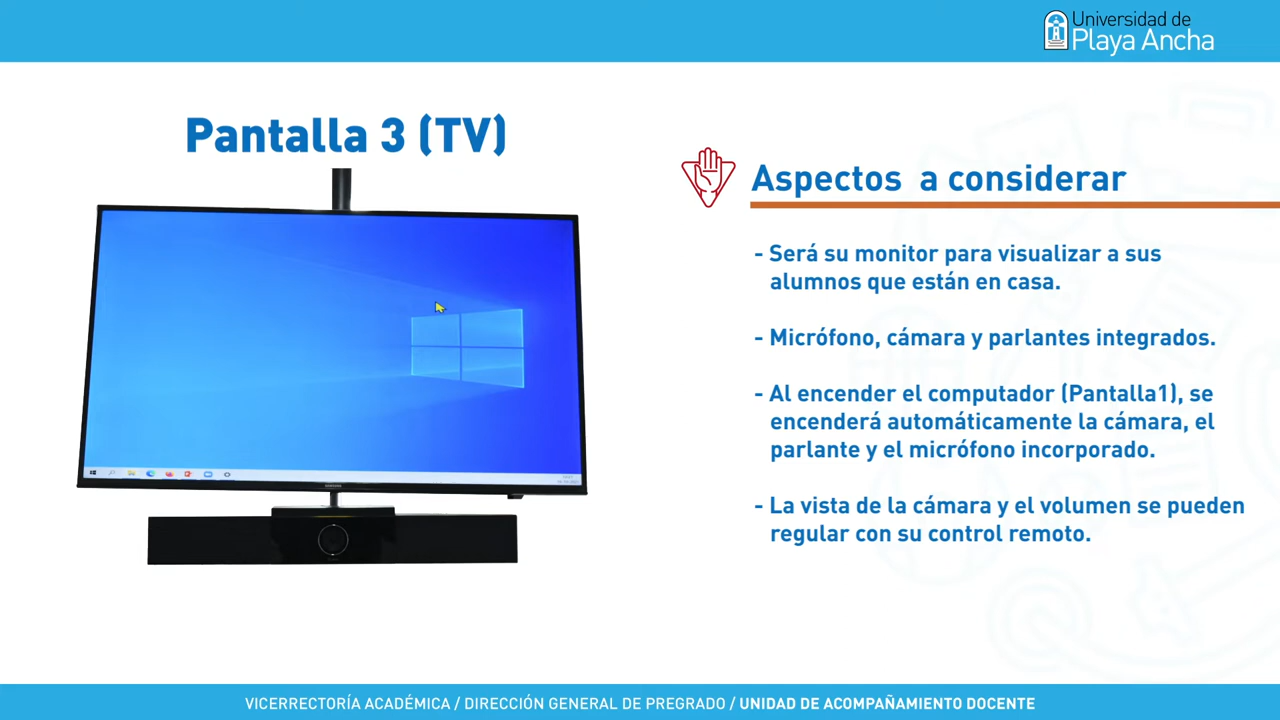 Universidad de
Playa Ancha
Pantalla 3 (TV)
Aspectos a considerar
- Será su monitor para visualizar a sus
alumnos que están en casa.
- Micrófono, cámara y parlantes integrados.
- Al encender el computador (Pantalla1), se
encenderá automáticamente la cámara, el
parlante y el micrófono incorporado.
- La vista de la cámara y el volumen se pueden
regular con su control remoto.
SAMSUNG
VICERRECTORÍA ACADÉMICA / DIRECCIÓN GENERAL DE PREGRADO / UNIDAD DE ACOMPAÑAMIENTO DOCENTE